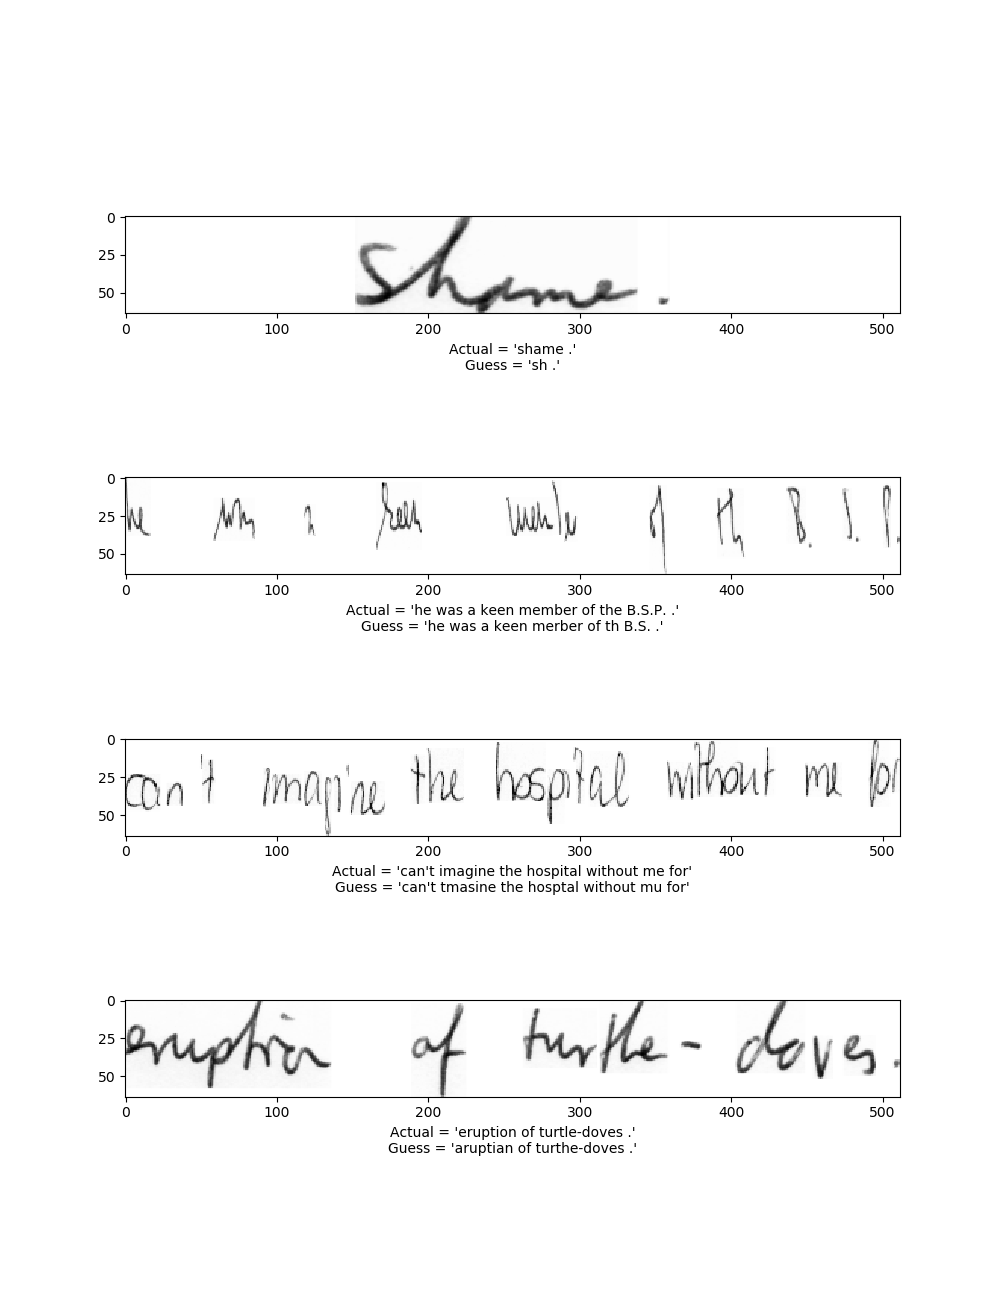 0
25
50
shame .
0 100 200 300 400 500
Actual = 'shame .'
Guess = 'sh .'
0
25
50
he was a keen member of the B.S.P.
0 100 200 300 400 500
Actual = 'he was a keen member of the B.S.P. .'
Guess = 'he was a keen merber of th B.S. .'
0
25
50
can't imagine the hospital without me for
0 100 200 300 400 500
Actual = 'can't imagine the hospital without me for'
Guess = 'can't tmasine the hosptal without mu for'
0
25
50
eruption of turtle-doves.
0 100 200 300 400 500
Actual = 'eruption of turtle-doves .'
Guess = 'aruptian of turthe-doves .'